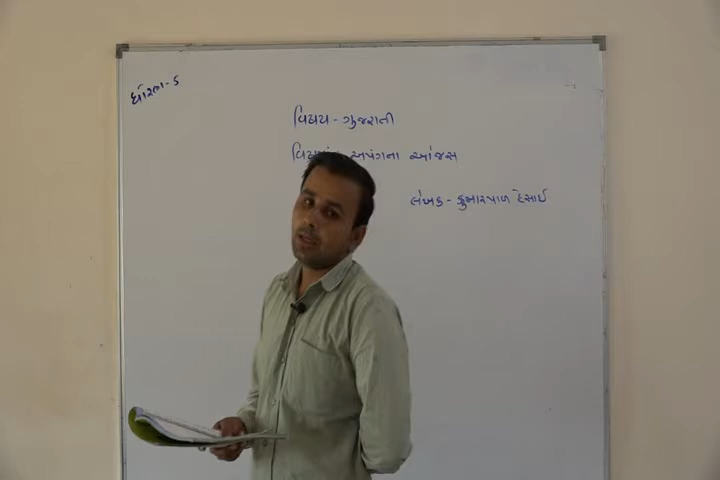 ધોરણ-5
વિષય - ગુજરાતી
અપંગના ઓજસ
લેખક - કુમારપાળ દેસાઈ